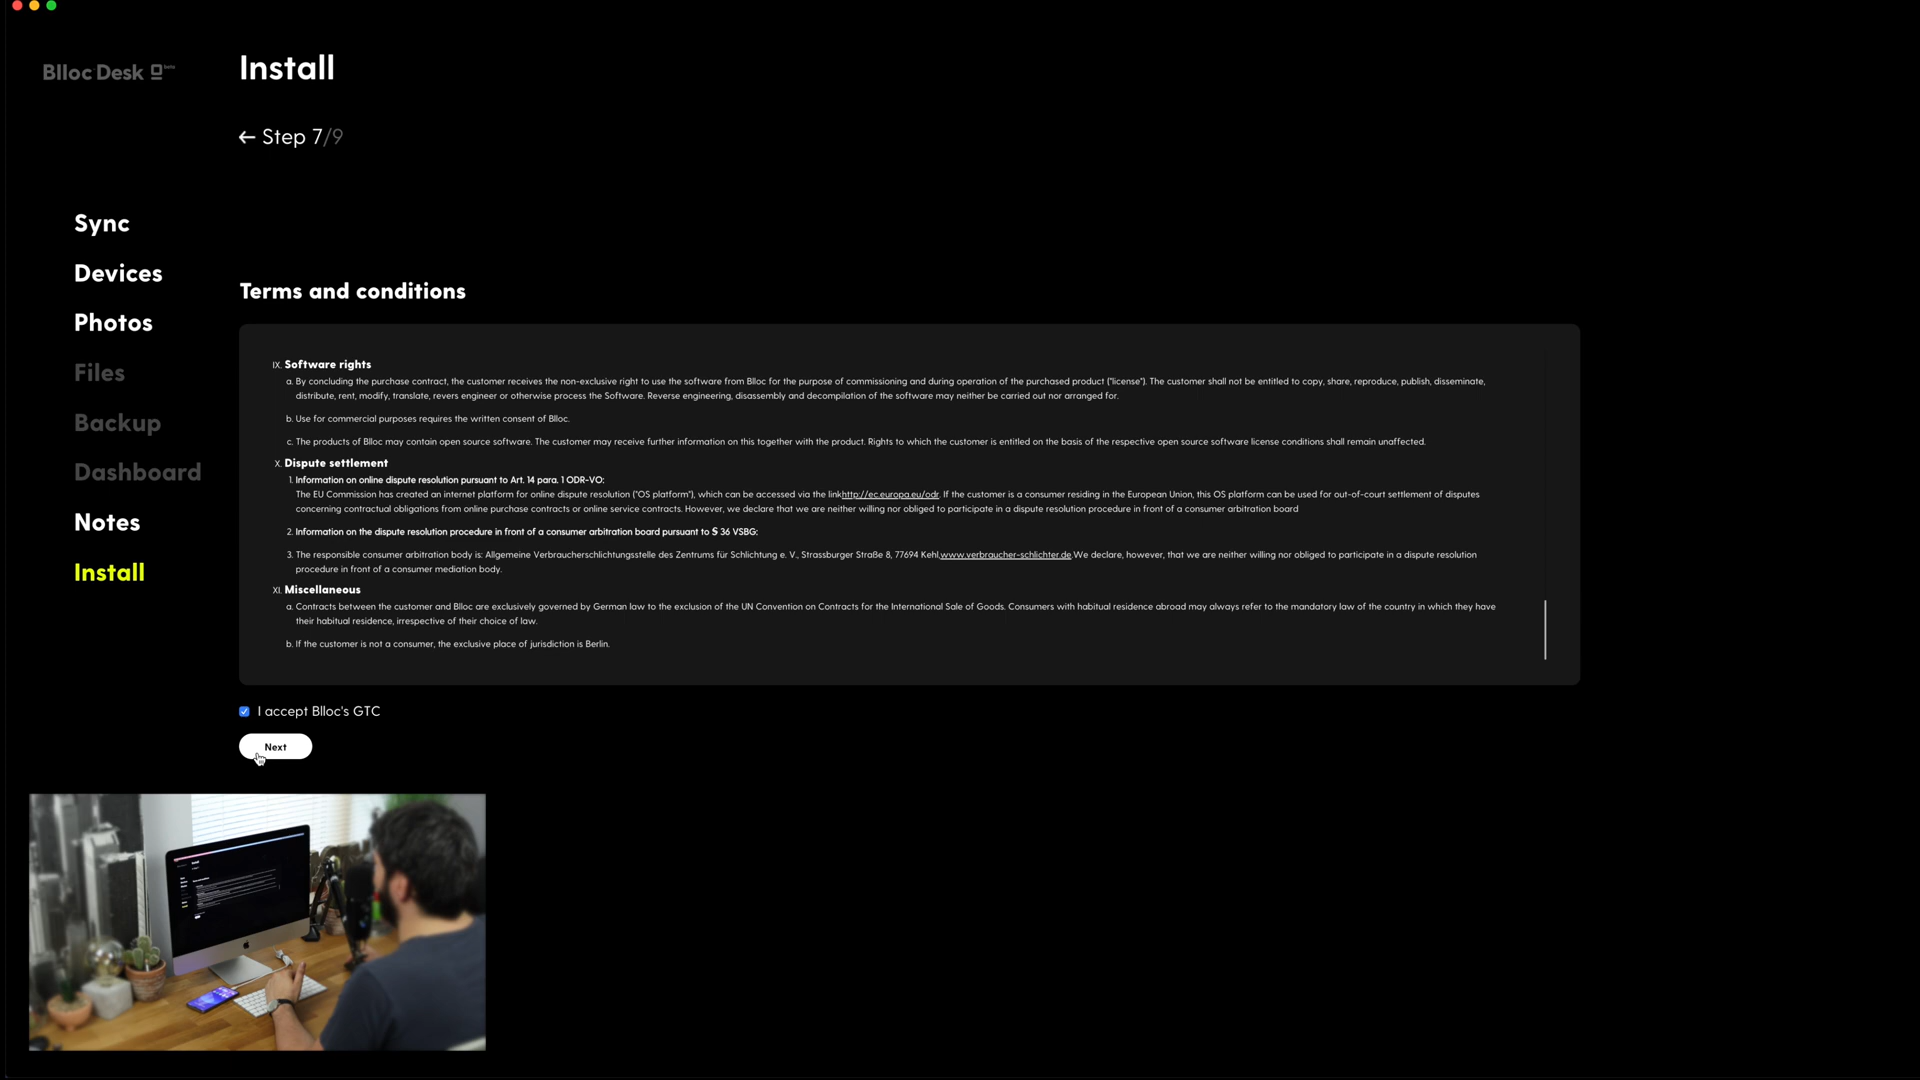 Blloc Desk beta
Install
← Step 7/9
Sync
Devices
Photos
Files
Backup
Dashboard
Notes
Install
Terms and conditions
IX. Software rights
a. By concluding the purchase contract, the customer receives the non-exclusive right to use the software from Blloc for the purpose of commissioning and during operation of the purchased product ("license"). The customer shall not be entitled to copy, share, reproduce, publish, disseminate,
distribute, rent, modify, translate, revers engineer or otherwise process the Software. Reverse engineering, disassembly and decompilation of the software may neither be carried out nor arranged for.
b. Use for commercial purposes requires the written consent of Blloc.
c. The products of Blloc may contain open source software. The customer may receive further information on this together with the product. Rights to which the customer is entitled on the basis of the respective open source software license conditions shall remain unaffected.
X. Dispute settlement
1. Information on online dispute resolution pursuant to Art. 14 para. 1 ODR-VO:
The EU Commission has created an internet platform for online dispute resolution ("OS platform"), which can be accessed via the linkhttp://ec.europa.eu/odr. If the customer is a consumer residing in the European Union, this OS platform can be used for out-of-court settlement of disputes
concerning contractual obligations from online purchase contracts or online service contracts. However, we declare that we are neither willing nor obliged to participate in a dispute resolution procedure in front of a consumer arbitration board
2. Information on the dispute resolution procedure in front of a consumer arbitration board pursuant to § 36 VSBG:
3. The responsible consumer arbitration body is: Allgemeine Verbraucherschlichtungsstelle des Zentrums für Schlichtung e. V., Strassburger Straße 8, 77694 Kehl,www.verbraucher-schlichter.de.We declare, however, that we are neither willing nor obliged to participate in a dispute resolution
procedure in front of a consumer mediation body.
XI. Miscellaneous
a. Contracts between the customer and Blloc are exclusively governed by German law to the exclusion of the UN Convention on Contracts for the International Sale of Goods. Consumers with habitual residence abroad may always refer to the mandatory law of the country in which they have
their habitual residence, irrespective of their choice of law.
b. If the customer is not a consumer, the exclusive place of jurisdiction is Berlin.
I accept Blloc's GTC
Next